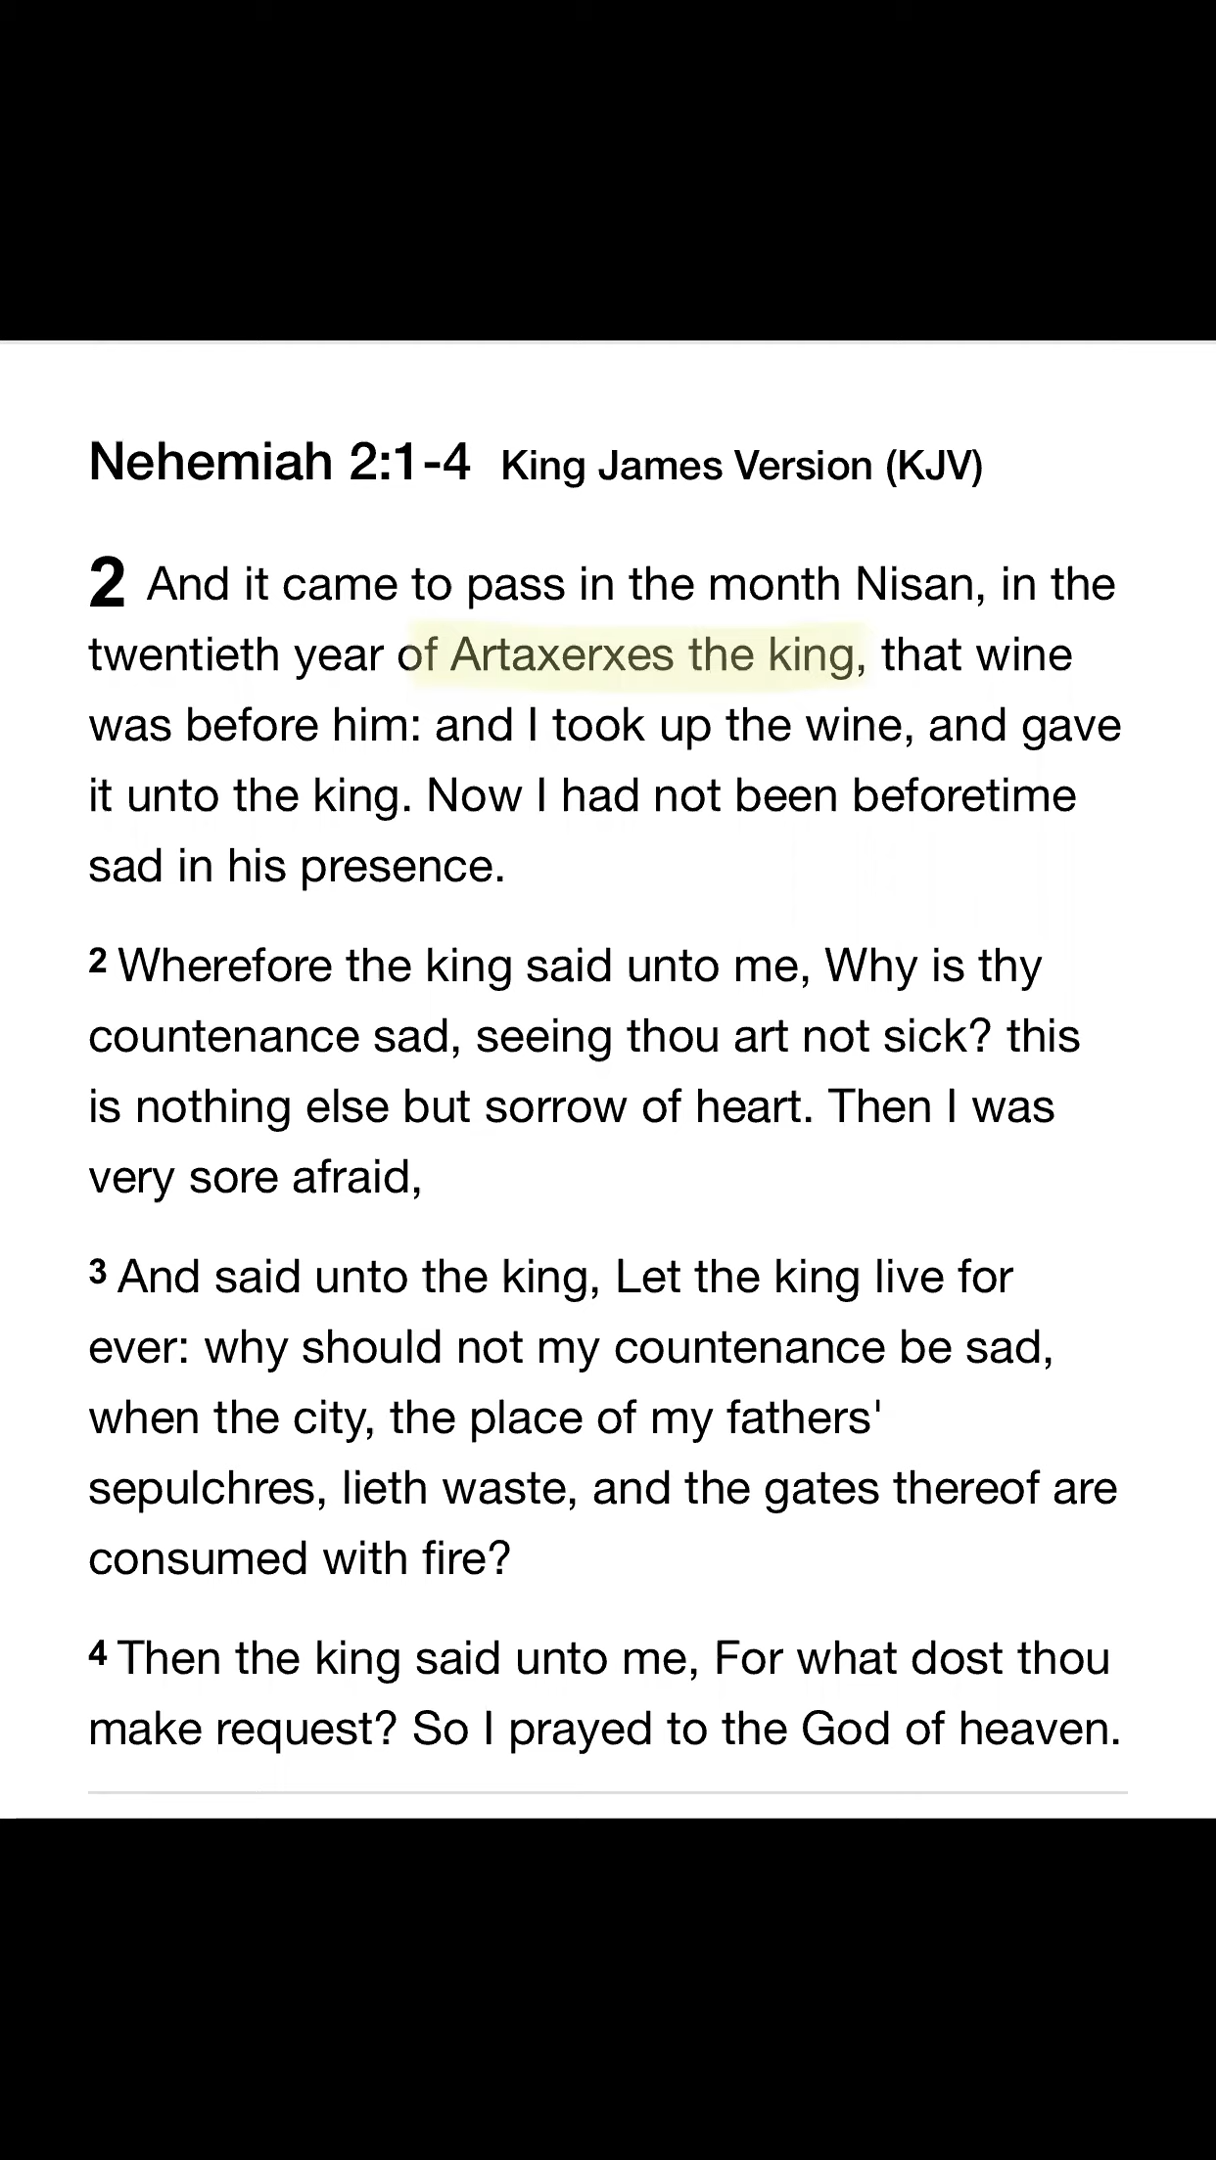 Nehemiah 2:1-4 King James Version (KJV)
2 And it came to pass in the month Nisan, in the
twentieth year of Artaxerxes the king, that wine
was before him: and I took up the wine, and gave
it unto the king. Now I had not been beforetime
sad in his presence.
2 Wherefore the king said unto me, Why is thy
countenance sad, seeing thou art not sick? this
is nothing else but sorrow of heart. Then I was
very sore afraid,
3 And said unto the king, Let the king live for
ever: why should not my countenance be sad,
when the city, the place of my fathers'
sepulchres, lieth waste, and the gates thereof are
consumed with fire?
4 Then the king said unto me, For what dost thou
make request? So I prayed to the God of heaven.